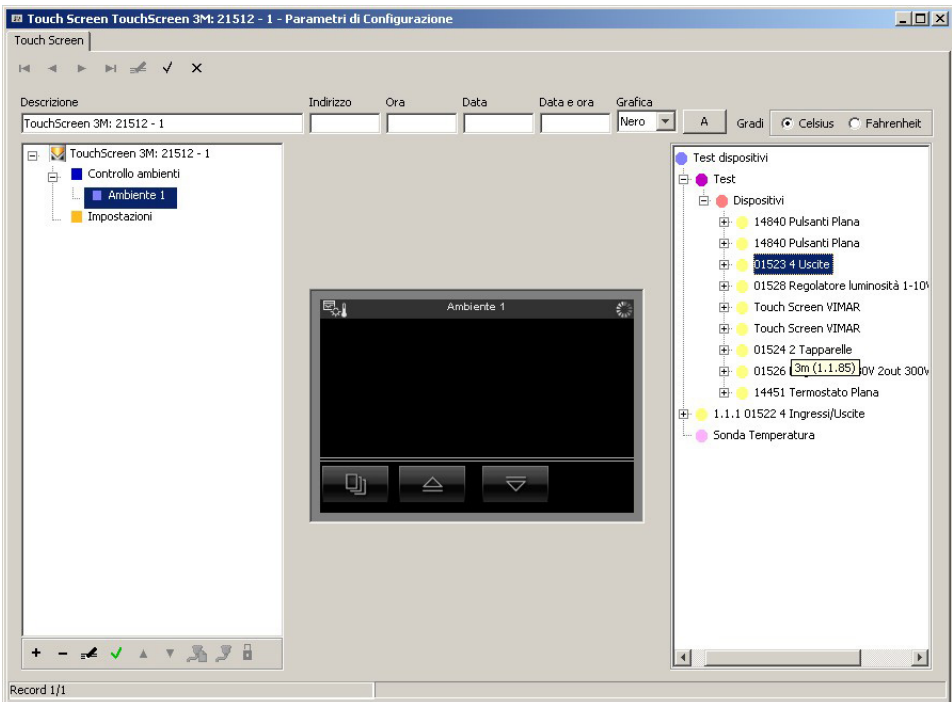 Touch Screen TouchScreen 3M: 21512 - 1 - Parametri di Configurazione
Touch Screen
Descrizione Indirizzo Ora Data Data e ora Grafica
TouchScreen 3M: 21512 - 1 Nero A Gradi Celsius Fahrenheit
TouchScreen 3M: 21512 - 1
Controllo ambienti
Ambiente 1
Impostazioni
Ambiente 1
Test dispositivi
Test
Dispositivi
14840 Pulsanti Plana
14840 Pulsanti Plana
01523 4 Uscite
01528 Regolatore luminosità 1-10V
Touch Screen VIMAR
Touch Screen VIMAR
01524 2 Tapparelle
01526 3m (1.1.85) 0V 2out 300W
14451 Termostato Plana
1.1.1 01522 4 Ingressi/Uscite
Sonda Temperatura
Record 1/1